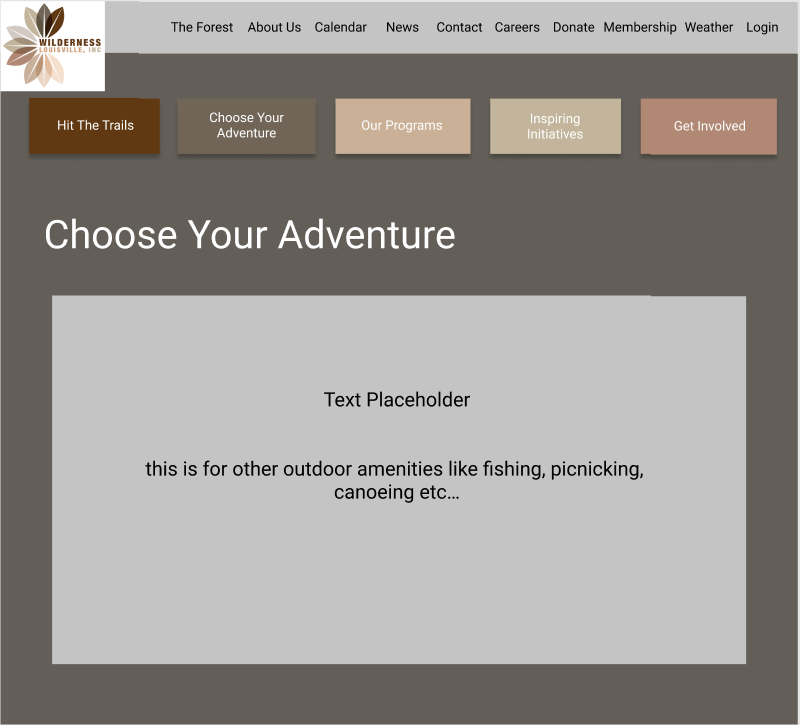 WILDERNESS
LOUISVILLE, INC
The Forest About Us Calendar News Contact Careers Donate Membership Weather Login
Hit The Trails
Choose Your
Adventure
Our Programs
Inspiring
Initiatives
Get Involved
Choose Your Adventure
Text Placeholder
this is for other outdoor amenities like fishing, picnicking,
canoeing etc...